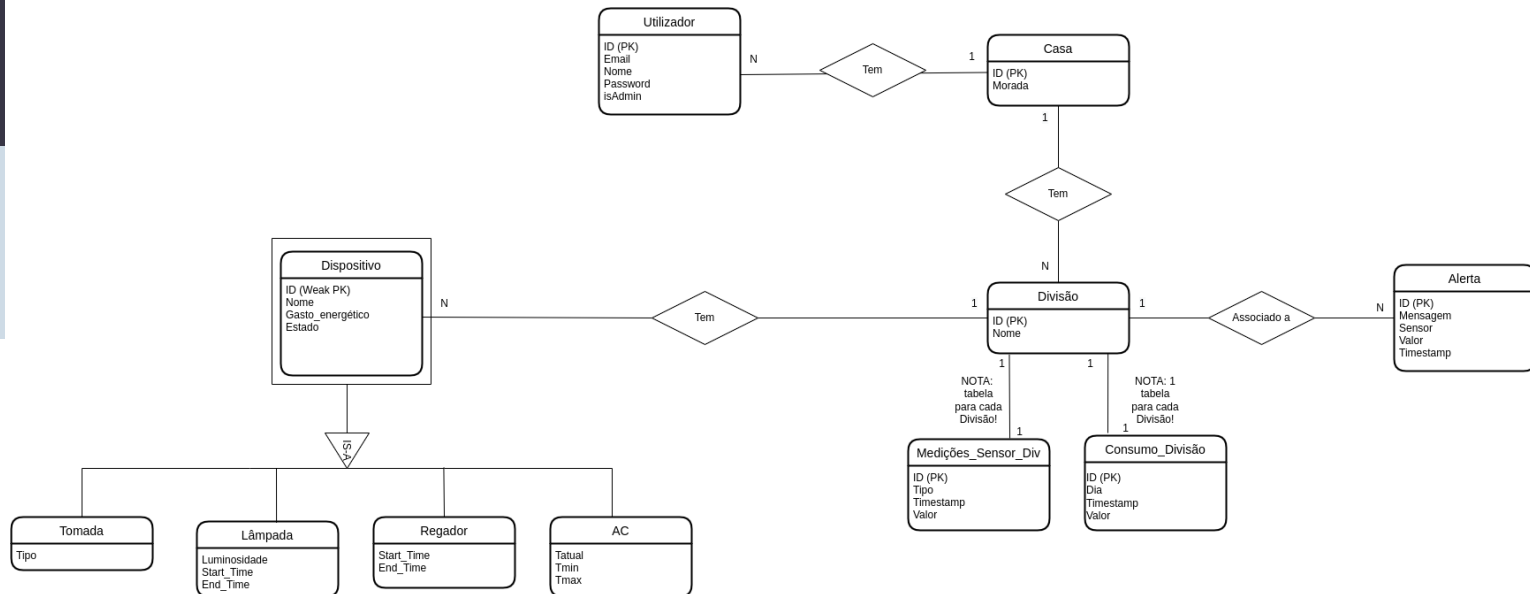 Utilizador
ID (PK)
Email
Nome
Password
isAdmin
N
Tem
1
Casa
ID (PK)
Morada
1
Tem
N
Dispositivo
ID (Weak PK)
Nome
Gasto_energético
Estado
N
Tem
1
Divisão
ID (PK)
Nome
1
Associado a
N
Alerta
ID (PK)
Mensagem
Sensor
Valor
Timestamp
1
NOTA:
tabela
para cada
Divisão!
1
1
NOTA: 1
tabela
para cada
Divisão!
1
Medições_Sensor_Div
ID (PK)
Tipo
Timestamp
Valor
Consumo_Divisão
ID (PK)
Dia
Timestamp
Valor
IS-A
Tomada
Tipo
Lâmpada
Luminosidade
Start_Time
End_Time
Regador
Start_Time
End_Time
AC
Tatual
Tmin
Tmax